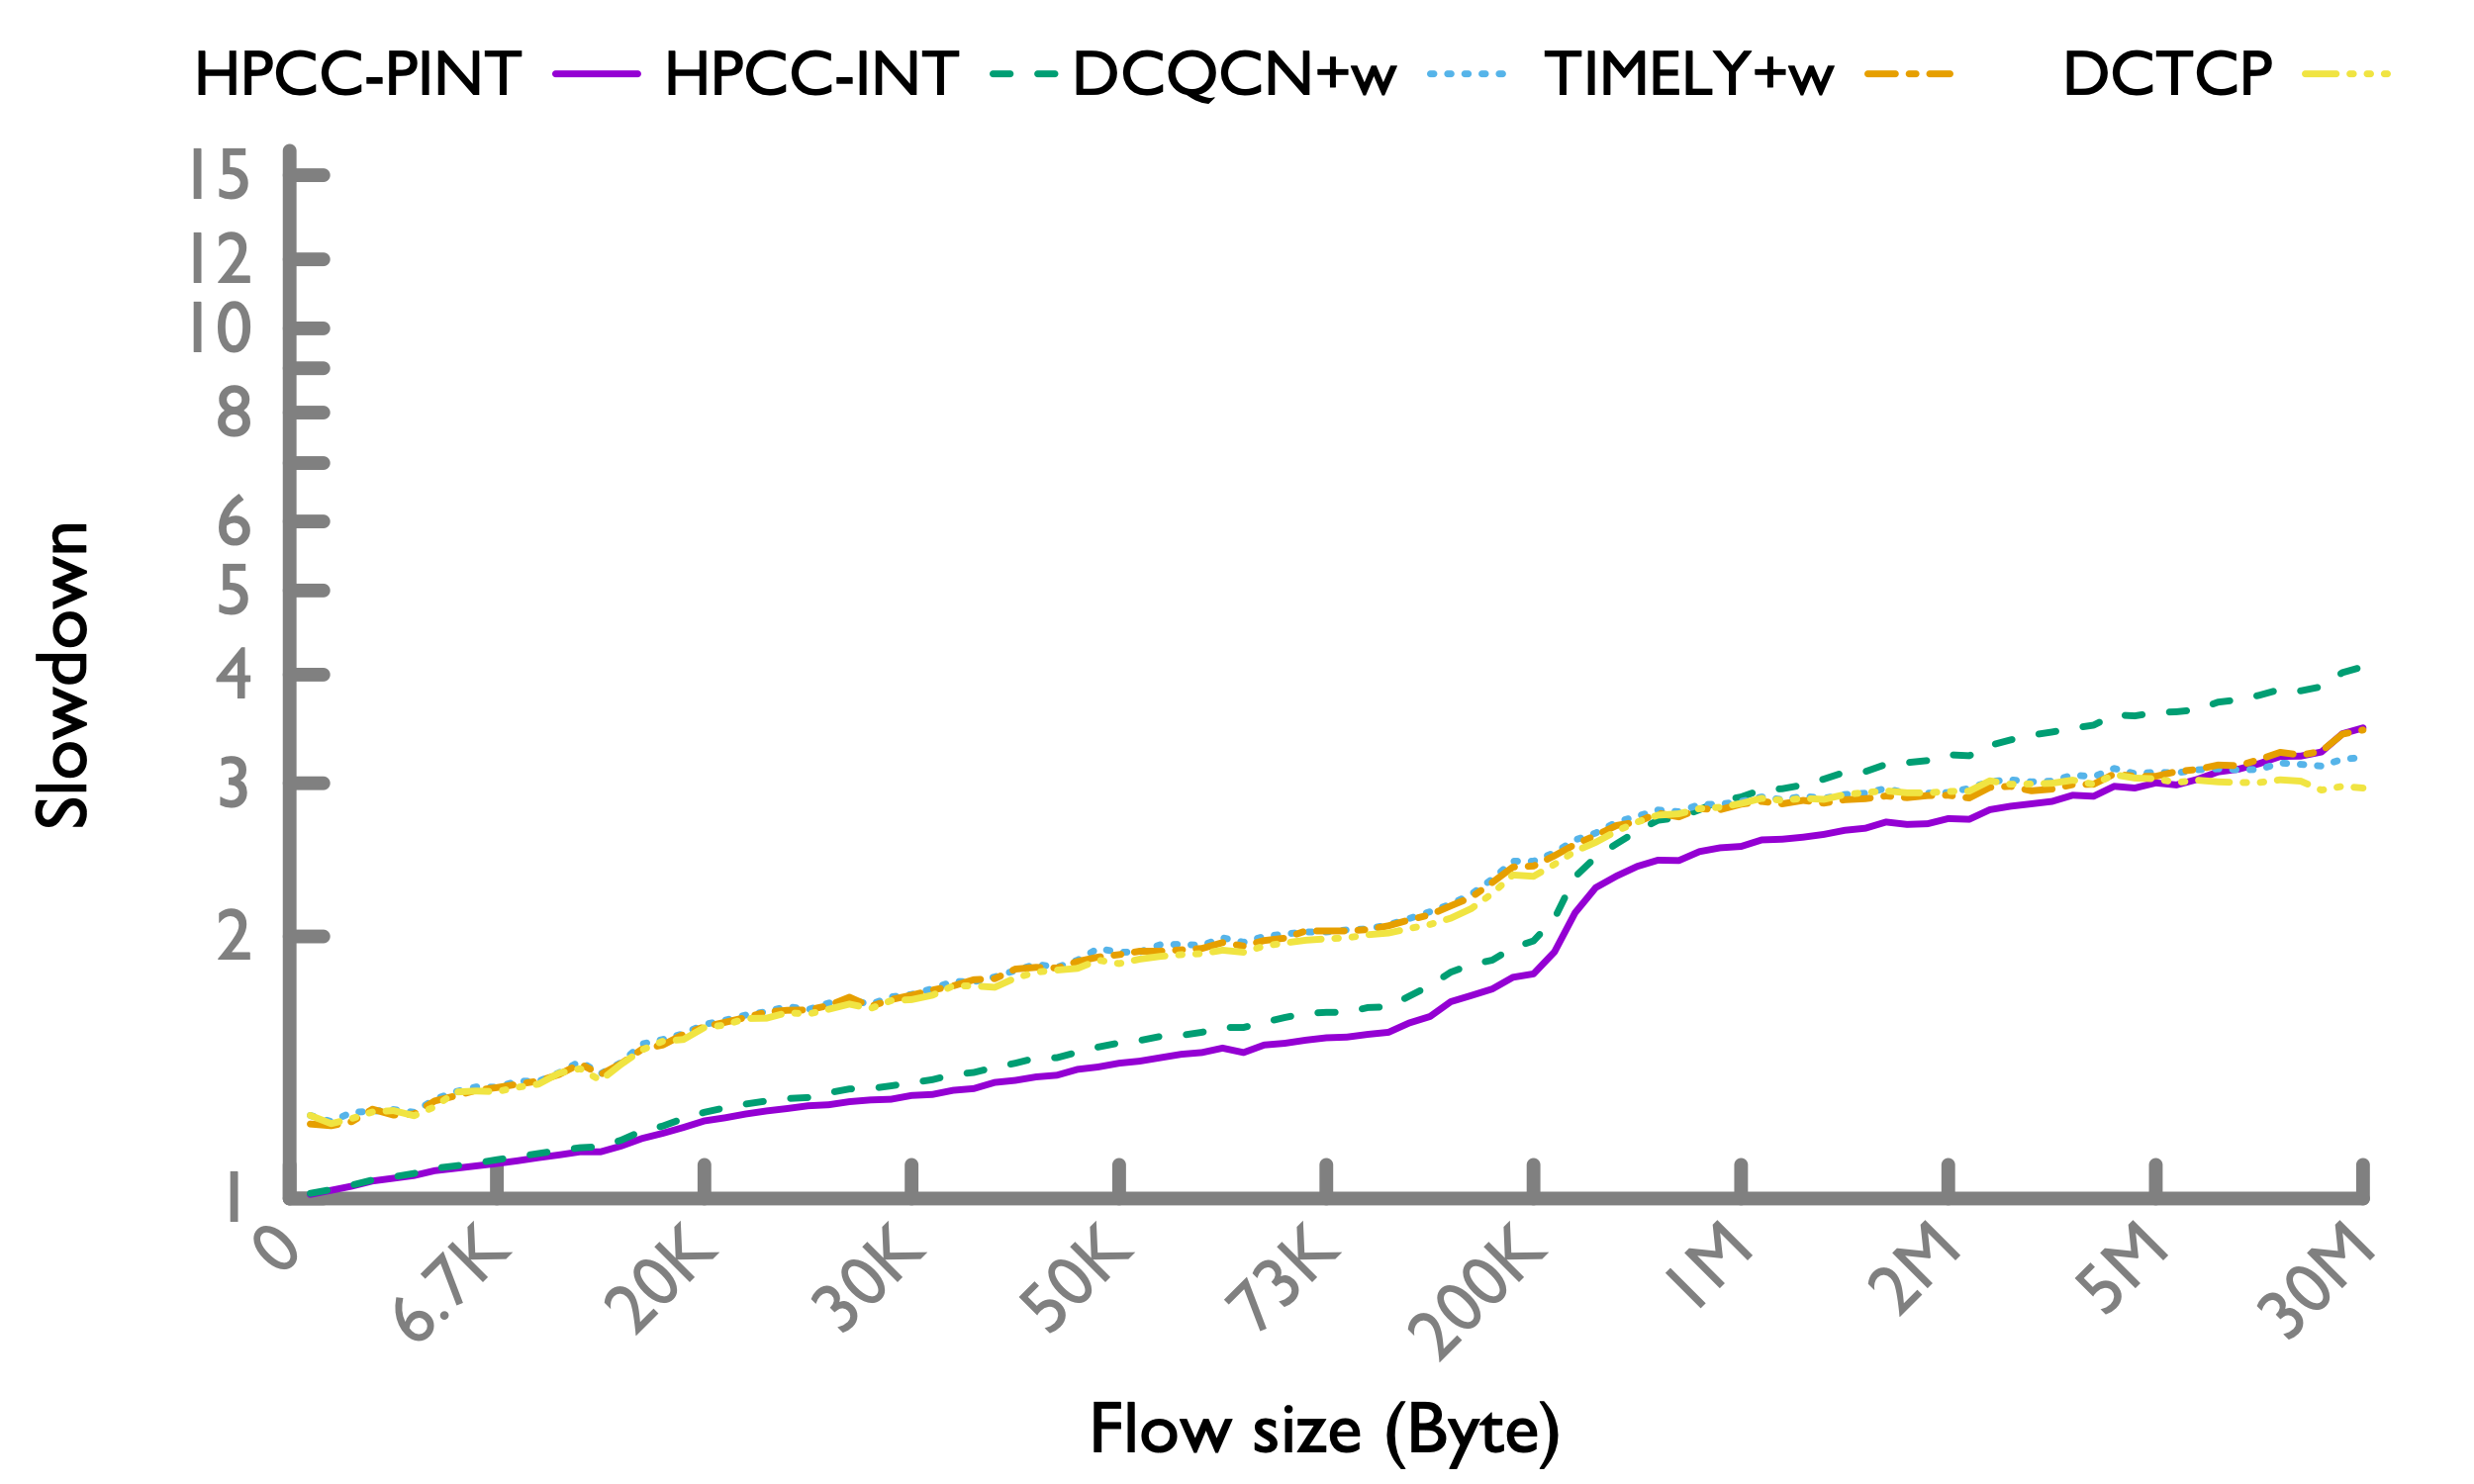 HPCC-PINT HPCC-INT DCQCN+w TIMELY+w DCTCP
15
12
10
8
6
5
4
3
2
1
Slowdown
0 6.7K 20K 30K 50K 73K 200K 1M 2M 5M 30M
Flow size (Byte)